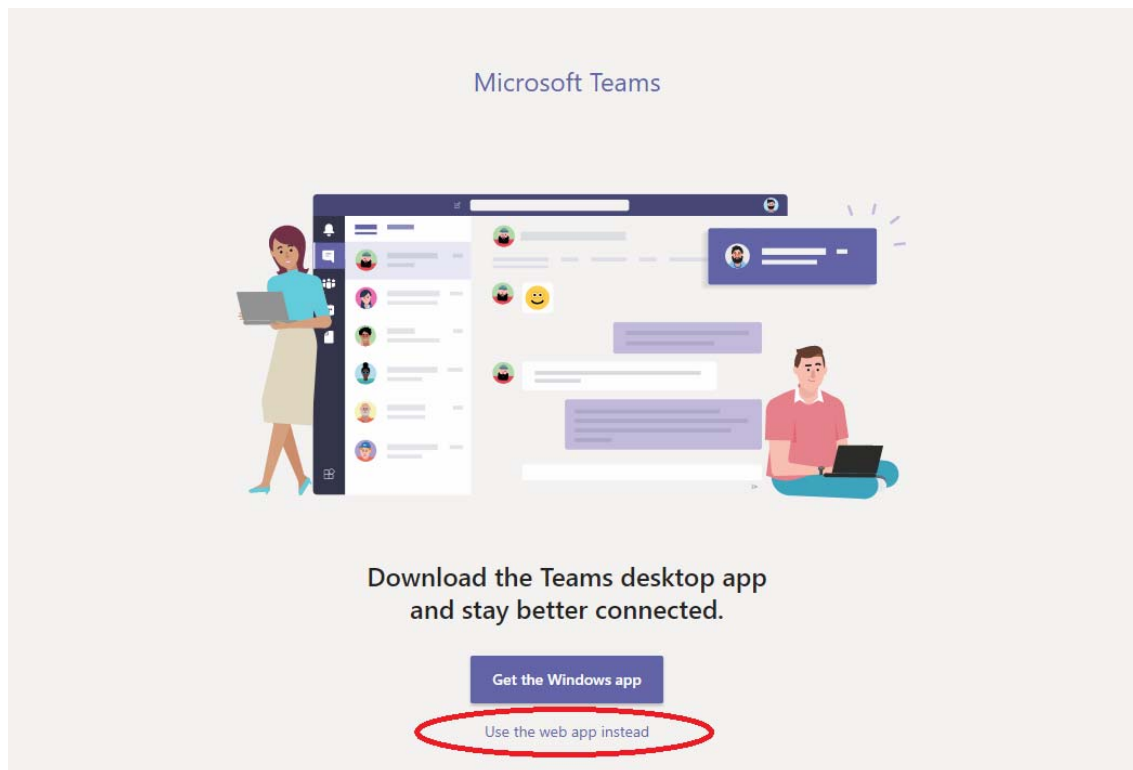 Microsoft Teams
Download the Teams desktop app
and stay better connected.
Get the Windows app
Use the web app instead